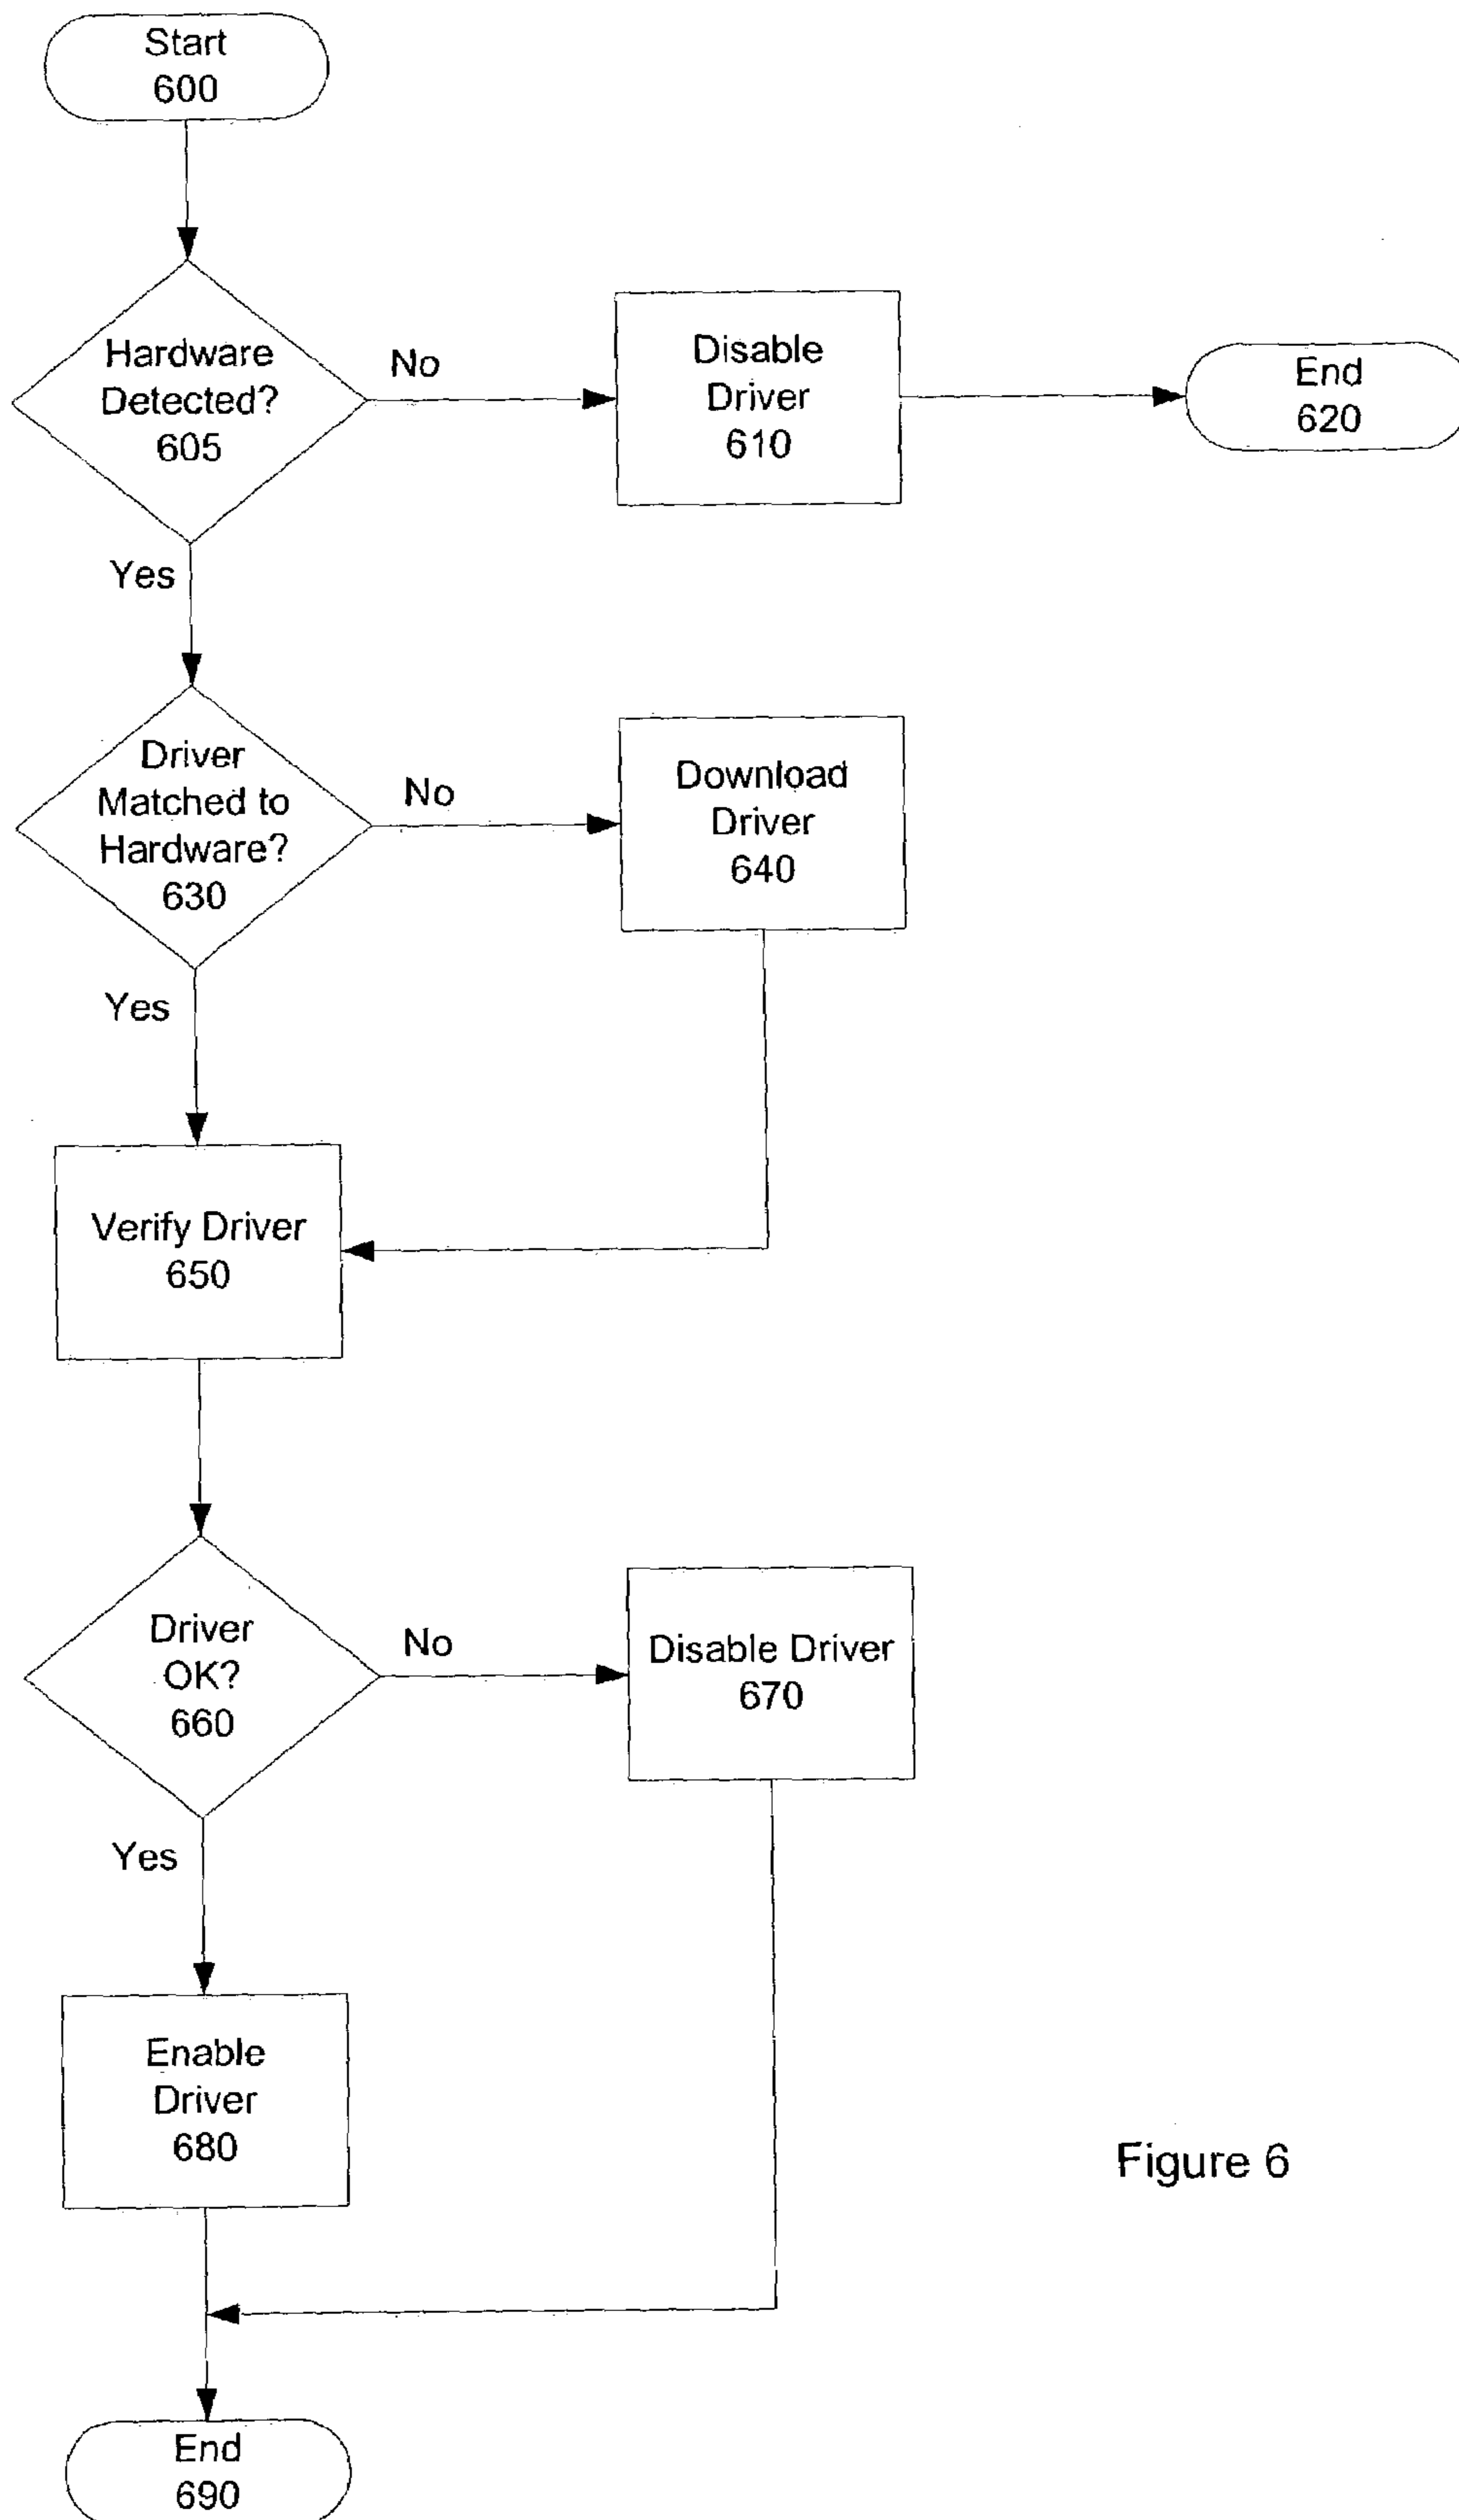 Start
600
Hardware
Detected?
605
No
Disable
Driver
610
End
620
Yes
Driver
Matched to
Hardware?
630
No
Download
Driver
640
Yes
Verify Driver
650
Driver
OK?
660
No
Disable Driver
670
Yes
Enable
Driver
680
Figure 6
End
690